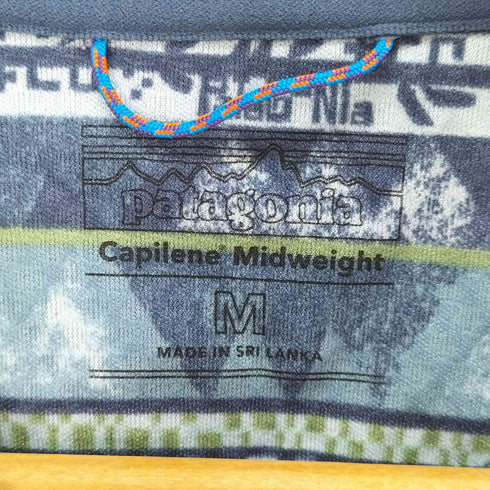 patagonia
Capilene® Midweight
M
MADE IN SRI LANKA